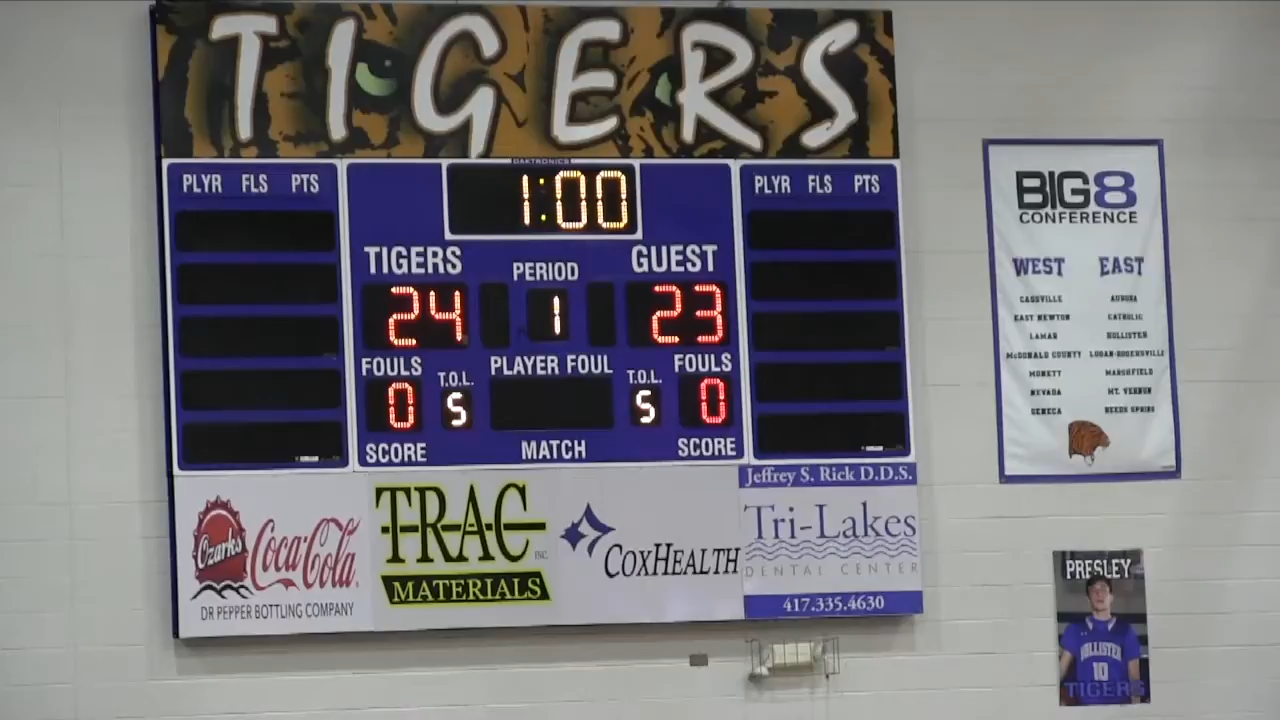 TIGERS
DAKTRONICS
PLYR FLS PTS
1:00
PLYR FLS PTS
TIGERS
PERIOD
GUEST
24
1
23
FOULS
PLAYER FOUL
FOULS
0
T.O.L.
5
T.O.L.
5
0
SCORE
MATCH
SCORE
Ozarks
Coca-Cola
DR PEPPER BOTTLING COMPANY
TRAC
INC.
MATERIALS
COXHEALTH
Jeffrey S. Rick D.D.S.
Tri-Lakes
DENTAL CENTER
417.335.4630
BIG8
CONFERENCE
WEST EAST
CASSVILLE AURORA
EAST NEWTON CATHOLIC
LAMAR HOLLISTER
McDONALD COUNTY LOGAN-ROGERSVILLE
MONETT MARSHFIELD
NEVADA MT. VERNON
SENECA REEDS SPRING
PRESLEY
HOLLISTER
10
TIGERS